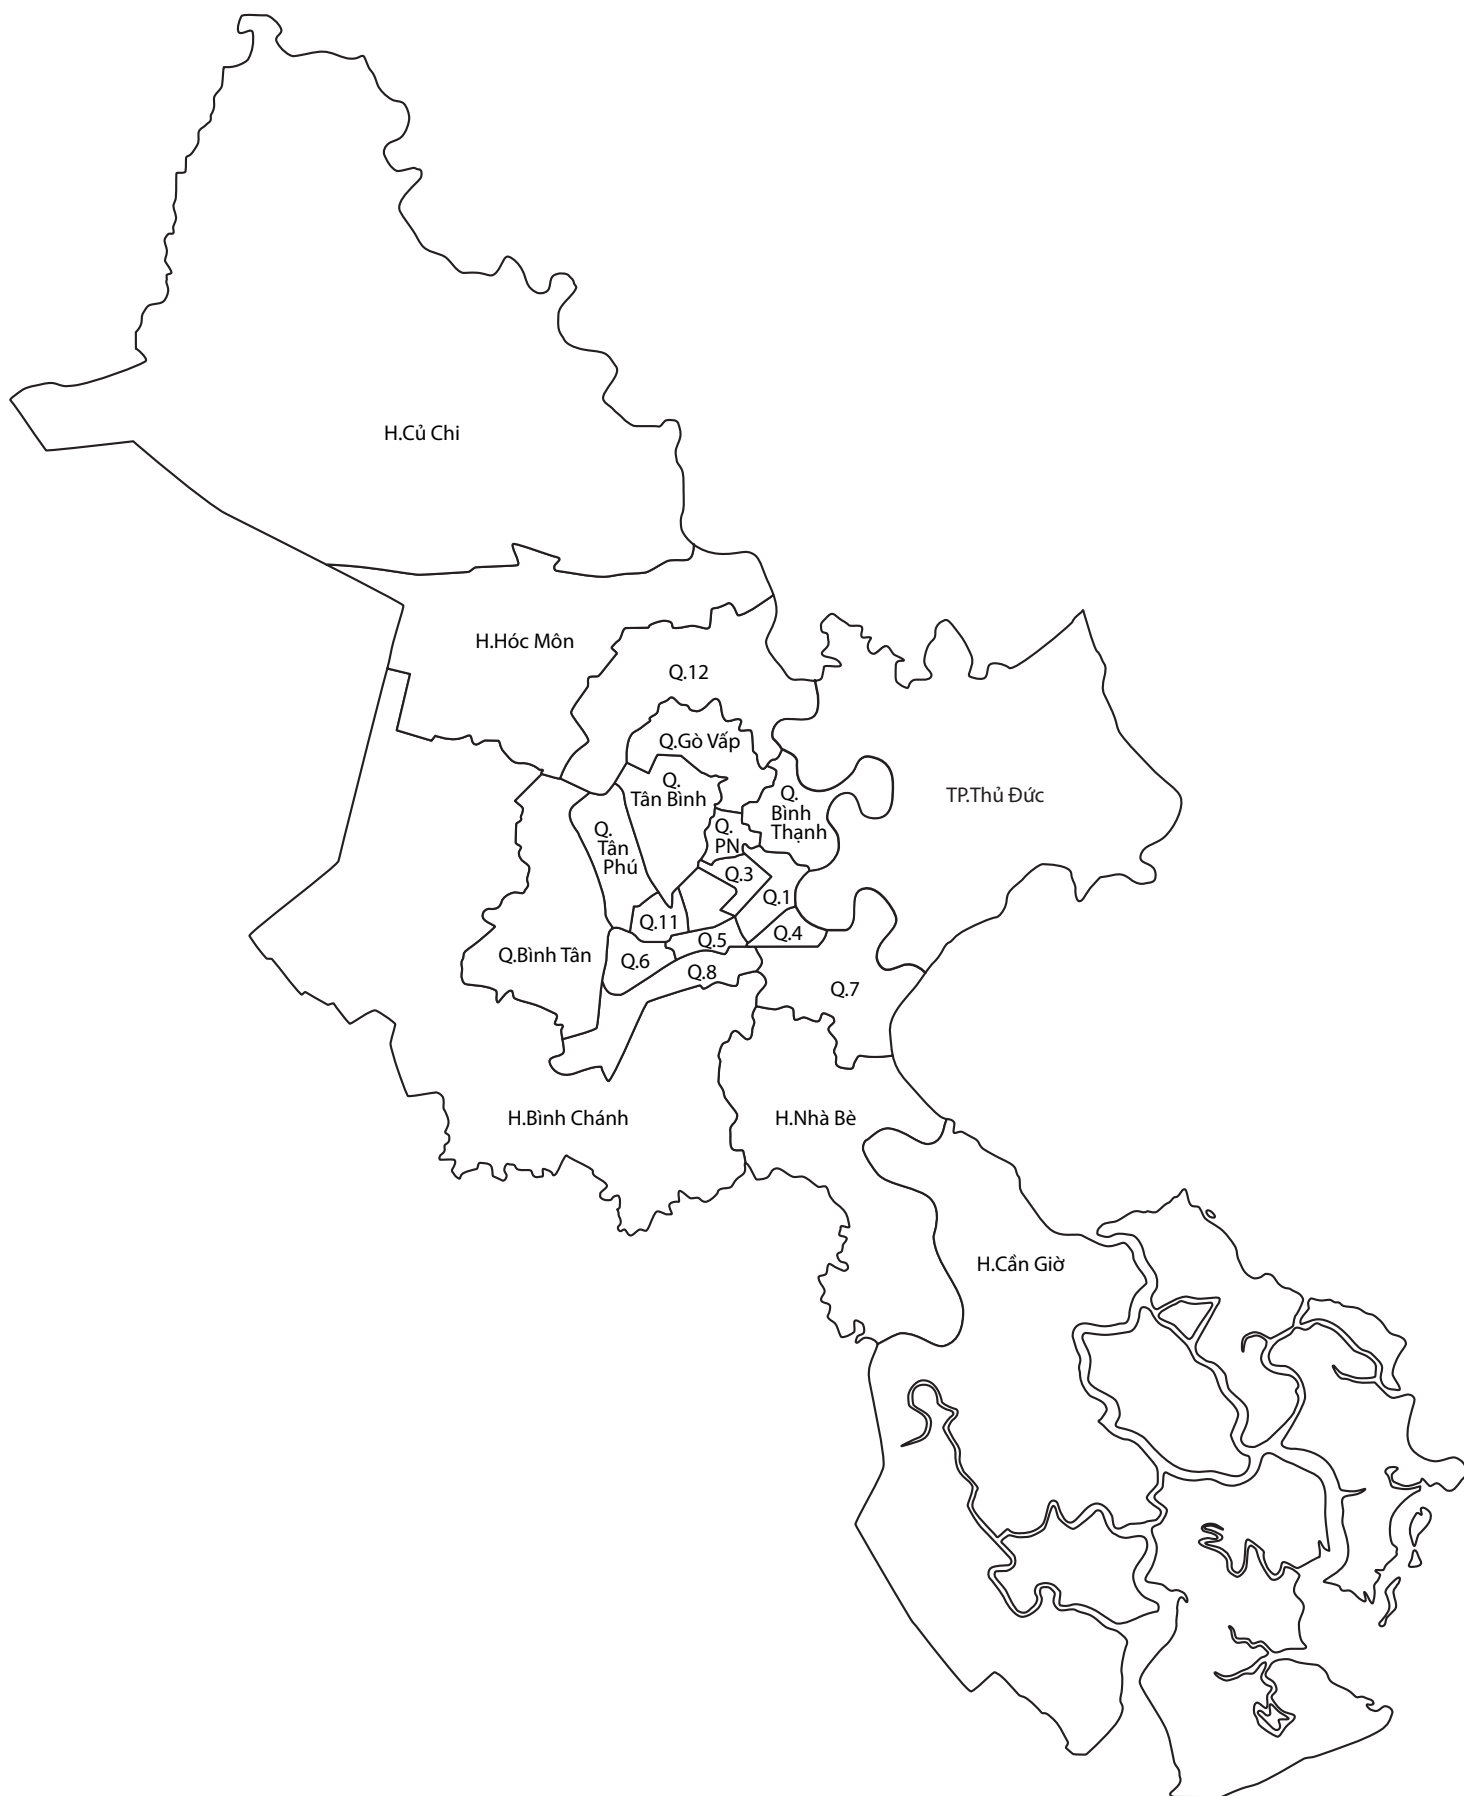 H.Củ Chi
H.Hóc Môn
Q.12
Q.Gò Vấp
Q.
Tân Bình
Q.
Bình
Thạnh
TP.Thủ Đức
Q.
Tân
Phú
Q.
PN
Q.3
Q.1
Q.11
Q.4
Q.5
Q.Bình Tân
Q.6
Q.8
Q.7
H.Bình Chánh
H.Nhà Bè
H.Cần Giờ